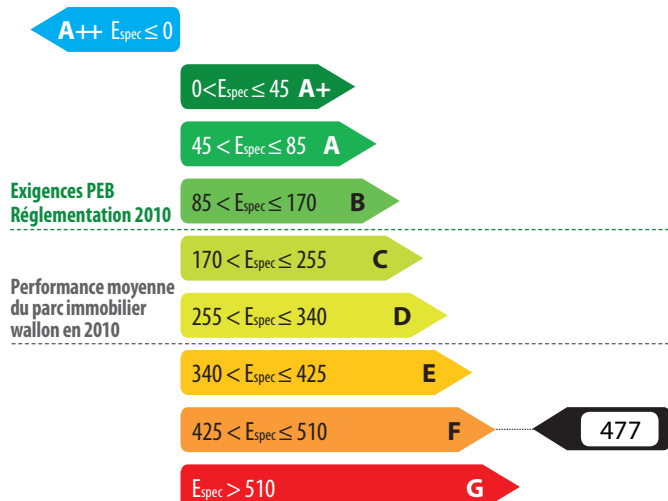 A++ Espec ≤ 0
0<Espec ≤ 45 A+
45 < Espec ≤ 85 A
Exigences PEB
Réglementation 2010
85 < Espec ≤ 170 B
170 < Espec ≤ 255 C
Performance moyenne
du parc immobilier
wallon en 2010
255 < Espec ≤ 340 D
340 < Espec ≤ 425 E
425 < Espec ≤ 510 F
477
Espec > 510 G